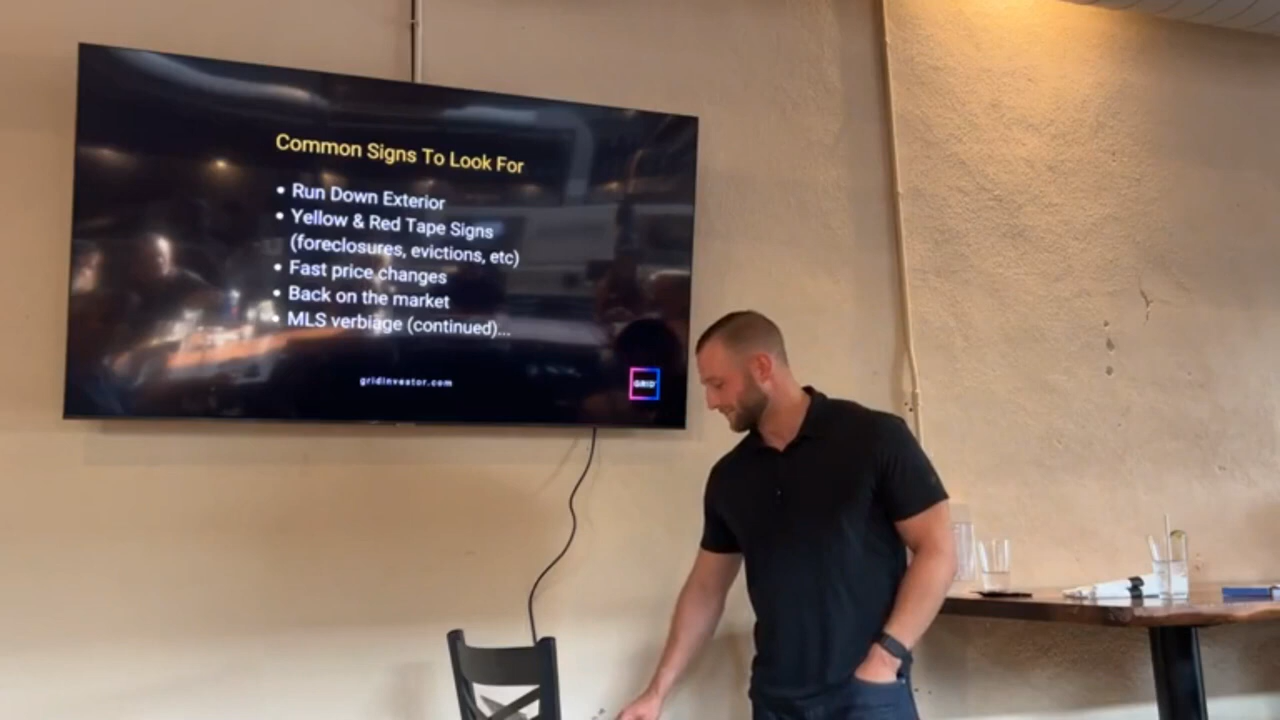 Common Signs To Look For
• Run Down Exterior
• Yellow & Red Tape Signs
(foreclosures, evictions, etc)
• Fast price changes
• Back on the market
• MLS verbiage (continued)...
gridinvestor.com
GRID